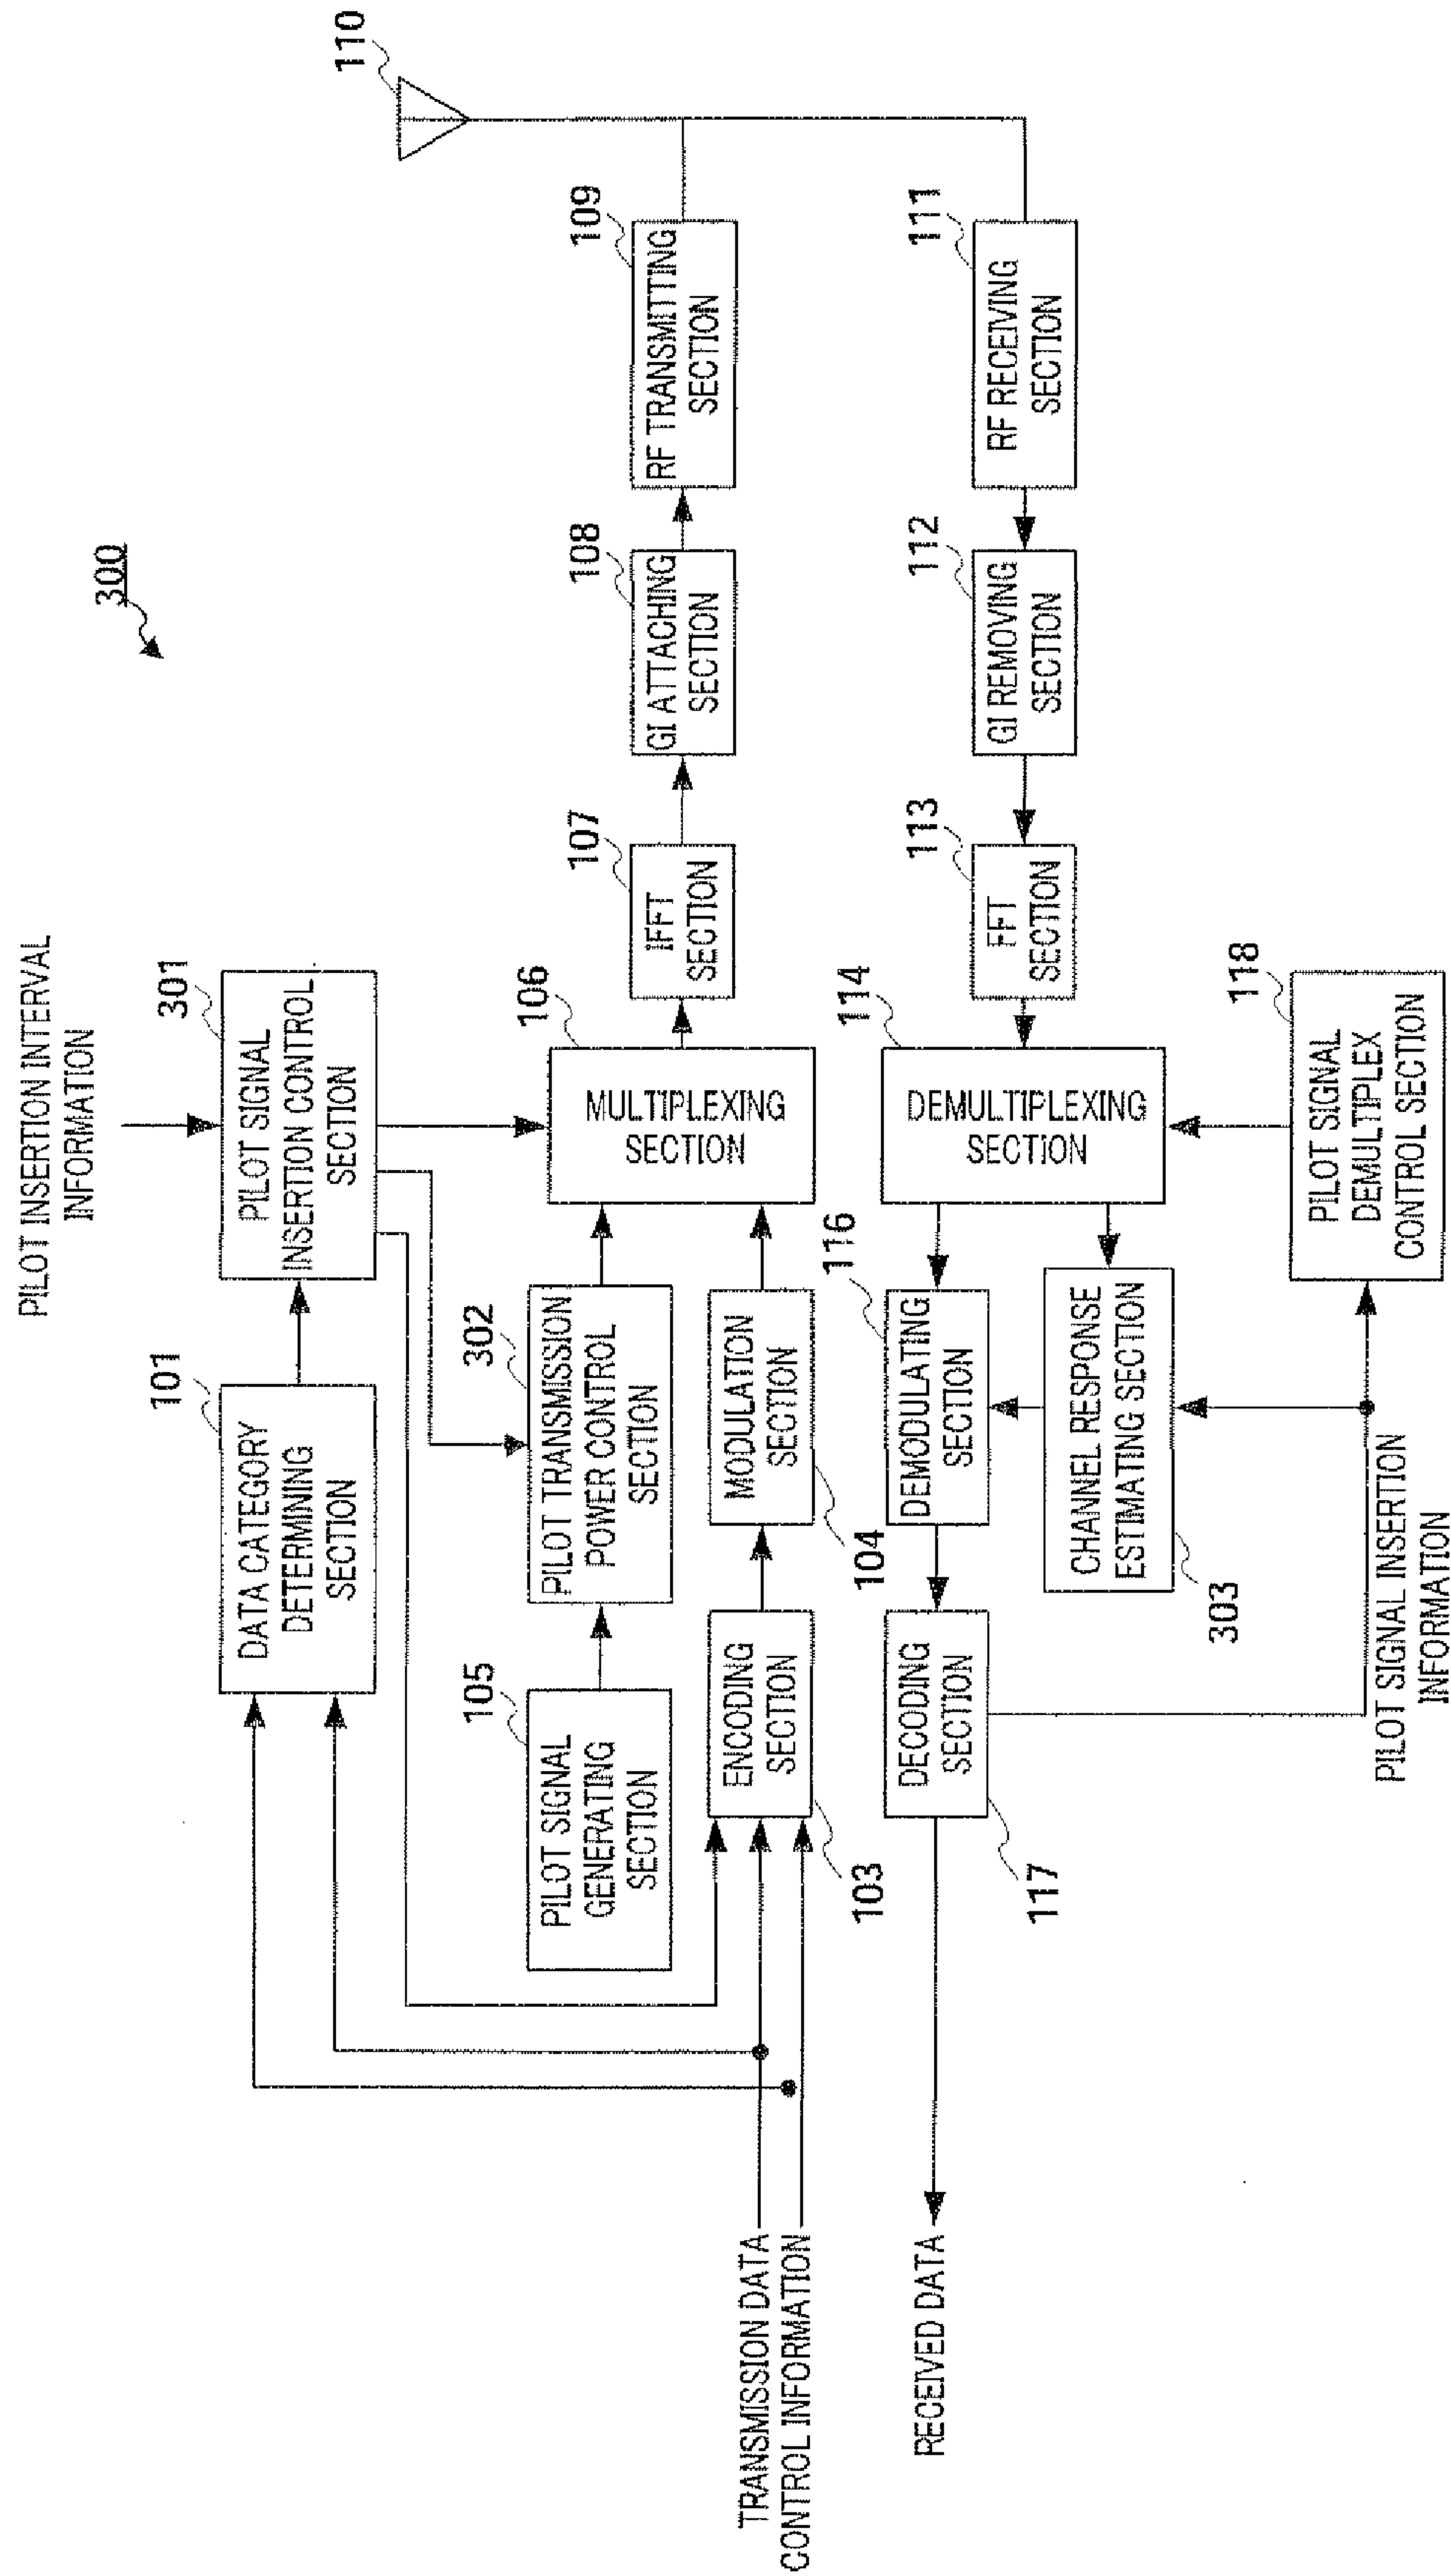 300
PILOT INSERTION INTERVAL
INFORMATION
101
DATA CATEGORY
DETERMINING
SECTION
301
PILOT SIGNAL
INSERTION CONTROL
SECTION
110
105
PILOT SIGNAL
GENERATING
SECTION
302
PILOT TRANSMISSION
POWER CONTROL
SECTION
106
MULTIPLEXING
SECTION
107
IFFT
SECTION
108
GI ATTACHING
SECTION
109
RF TRANSMITTING
SECTION
TRANSMISSION DATA
CONTROL INFORMATION
103
ENCODING
SECTION
104
MODULATION
SECTION
RECEIVED DATA
117
DECODING
SECTION
116
DEMODULATING
SECTION
114
DEMULTIPLEXING
SECTION
113
FFT
SECTION
112
GI REMOVING
SECTION
111
RF RECEIVING
SECTION
303
CHANNEL RESPONSE
ESTIMATING SECTION
118
PILOT SIGNAL
DEMULTIPLEX
CONTROL SECTION
PILOT SIGNAL INSERTION
INFORMATION